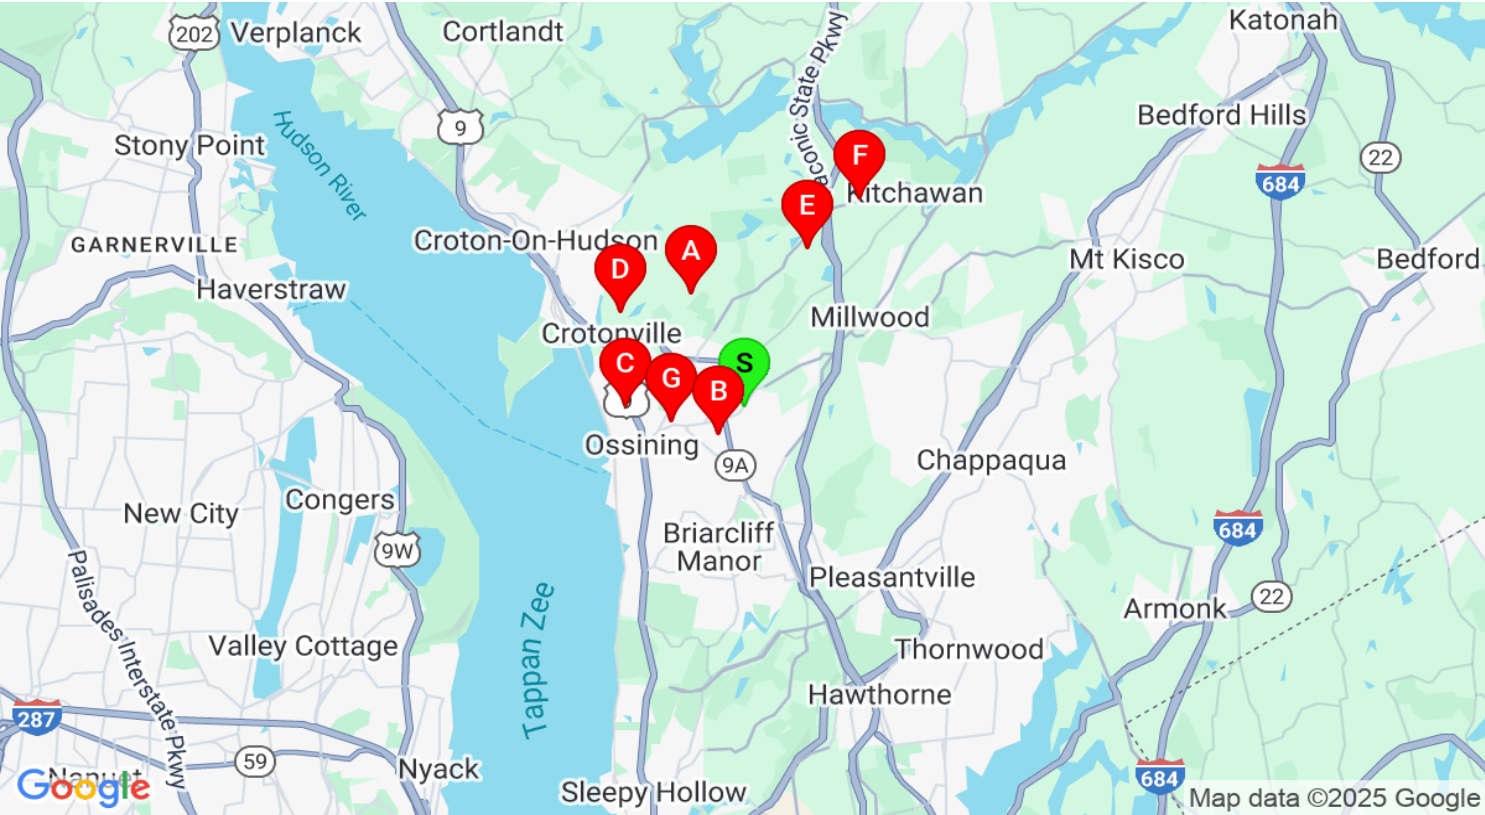 202
Verplanck
Cortlandt
Katonah
Hudson River
9
Taconic State Pkwy
Bedford Hills
Stony Point
22
684
F
Kitchawan
E
GARNERVILLE
Croton-On-Hudson
A
D
Mt Kisco
Bedford
Haverstraw
Millwood
Crotonville
S
C
G
B
Ossining
9A
Chappaqua
Congers
New City
684
9W
Briarcliff
Manor
Palisades Interstate Pkwy
Pleasantville
22
Armonk
Tappan Zee
Valley Cottage
Thornwood
Hawthorne
287
59
Nyack
Nanuet
Google
Sleepy Hollow
684
Map data ©2025 Google